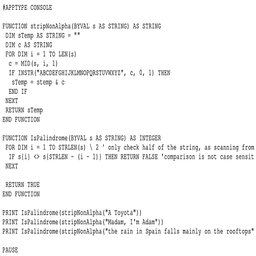 #APPTYPE CONSOLE
FUNCTION stripNonAlpha(BYVAL s AS STRING) AS STRING
DIM sTemp AS STRING = ""
DIM c AS STRING
FOR DIM i = 1 TO LEN(s)
c = MID(s, i, 1)
IF INSTR("ABCDEFGHIJKLMNOPQRSTUVWXYZ", c, 0, 1) THEN
sTemp = stemp & c
END IF
NEXT
RETURN sTemp
END FUNCTION
FUNCTION IsPalindrome(BYVAL s AS STRING) AS INTEGER
FOR DIM i = 1 TO STRLEN(s) \ 2 ' only check half of the string, as scanning from
IF s{i} <> s{STRLEN - (i - 1)} THEN RETURN FALSE 'comparison is not case sensit
NEXT
RETURN TRUE
END FUNCTION
PRINT IsPalindrome(stripNonAlpha("A Toyota"))
PRINT IsPalindrome(stripNonAlpha("Madam, I'm Adam"))
PRINT IsPalindrome(stripNonAlpha("the rain in Spain falls mainly on the rooftops"
PAUSE